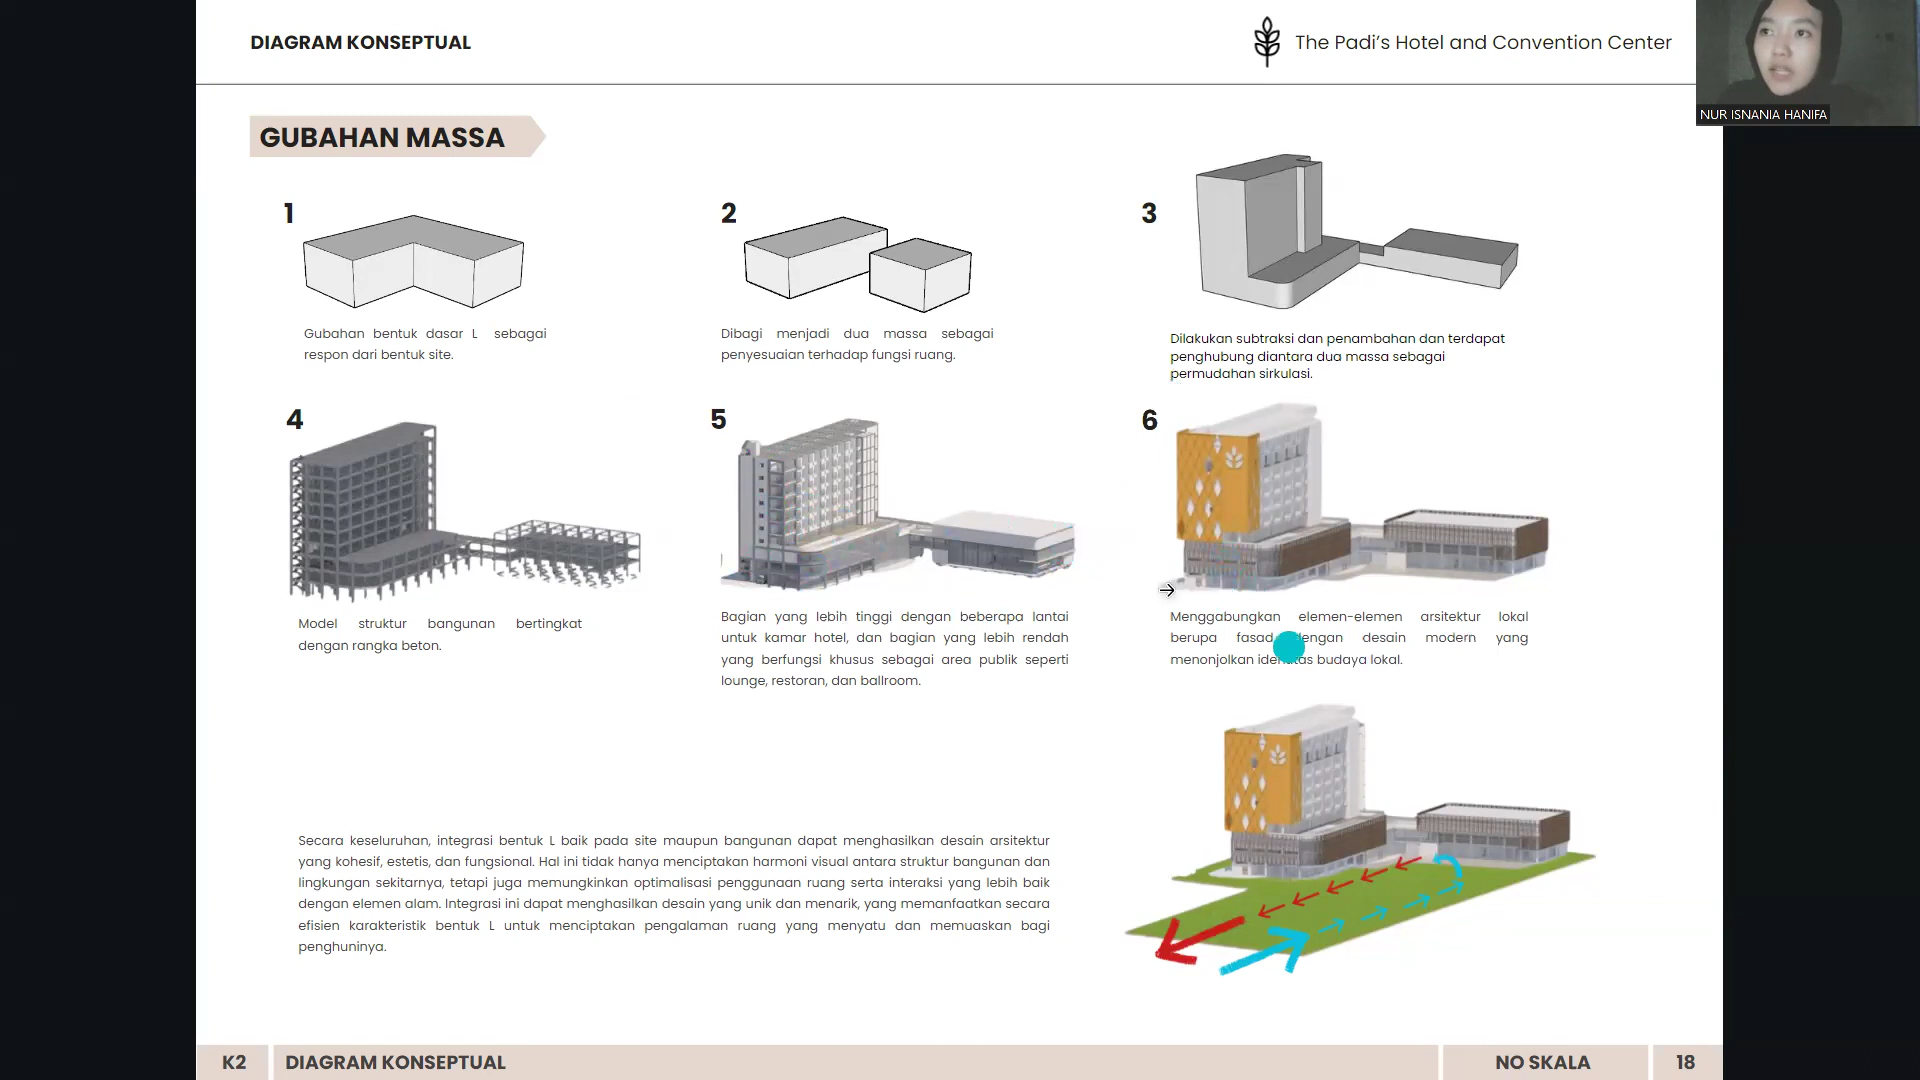 DIAGRAM KONSEPTUAL
The Padi's Hotel and Convention Center
NUR ISNANIA HANIFA
GUBAHAN MASSA
1
Gubahan bentuk dasar L sebagai
respon dari bentuk site.
2
Dibagi menjadi dua massa sebagai
penyesuaian terhadap fungsi ruang.
3
Dilakukan subtraksi dan penambahan dan terdapat
penghubung diantara dua massa sebagai
permudahan sirkulasi.
4
Model struktur bangunan bertingkat
dengan rangka beton.
5
Bagian yang lebih tinggi dengan beberapa lantai
untuk kamar hotel, dan bagian yang lebih rendah
yang berfungsi khusus sebagai area publik seperti
lounge, restoran, dan ballroom.
6
Menggabungkan elemen-elemen arsitektur lokal
berupa fasad dengan desain modern yang
menonjolkan identitas budaya lokal.
Secara keseluruhan, integrasi bentuk L baik pada site maupun bangunan dapat menghasilkan desain arsitektur
yang kohesif, estetis, dan fungsional. Hal ini tidak hanya menciptakan harmoni visual antara struktur bangunan dan
lingkungan sekitarnya, tetapi juga memungkinkan optimalisasi penggunaan ruang serta interaksi yang lebih baik
dengan elemen alam. Integrasi ini dapat menghasilkan desain yang unik dan menarik, yang memanfaatkan secara
efisien karakteristik bentuk L untuk menciptakan pengalaman ruang yang menyatu dan memuaskan bagi
penghuninya.
K2
DIAGRAM KONSEPTUAL
NO SKALA
18